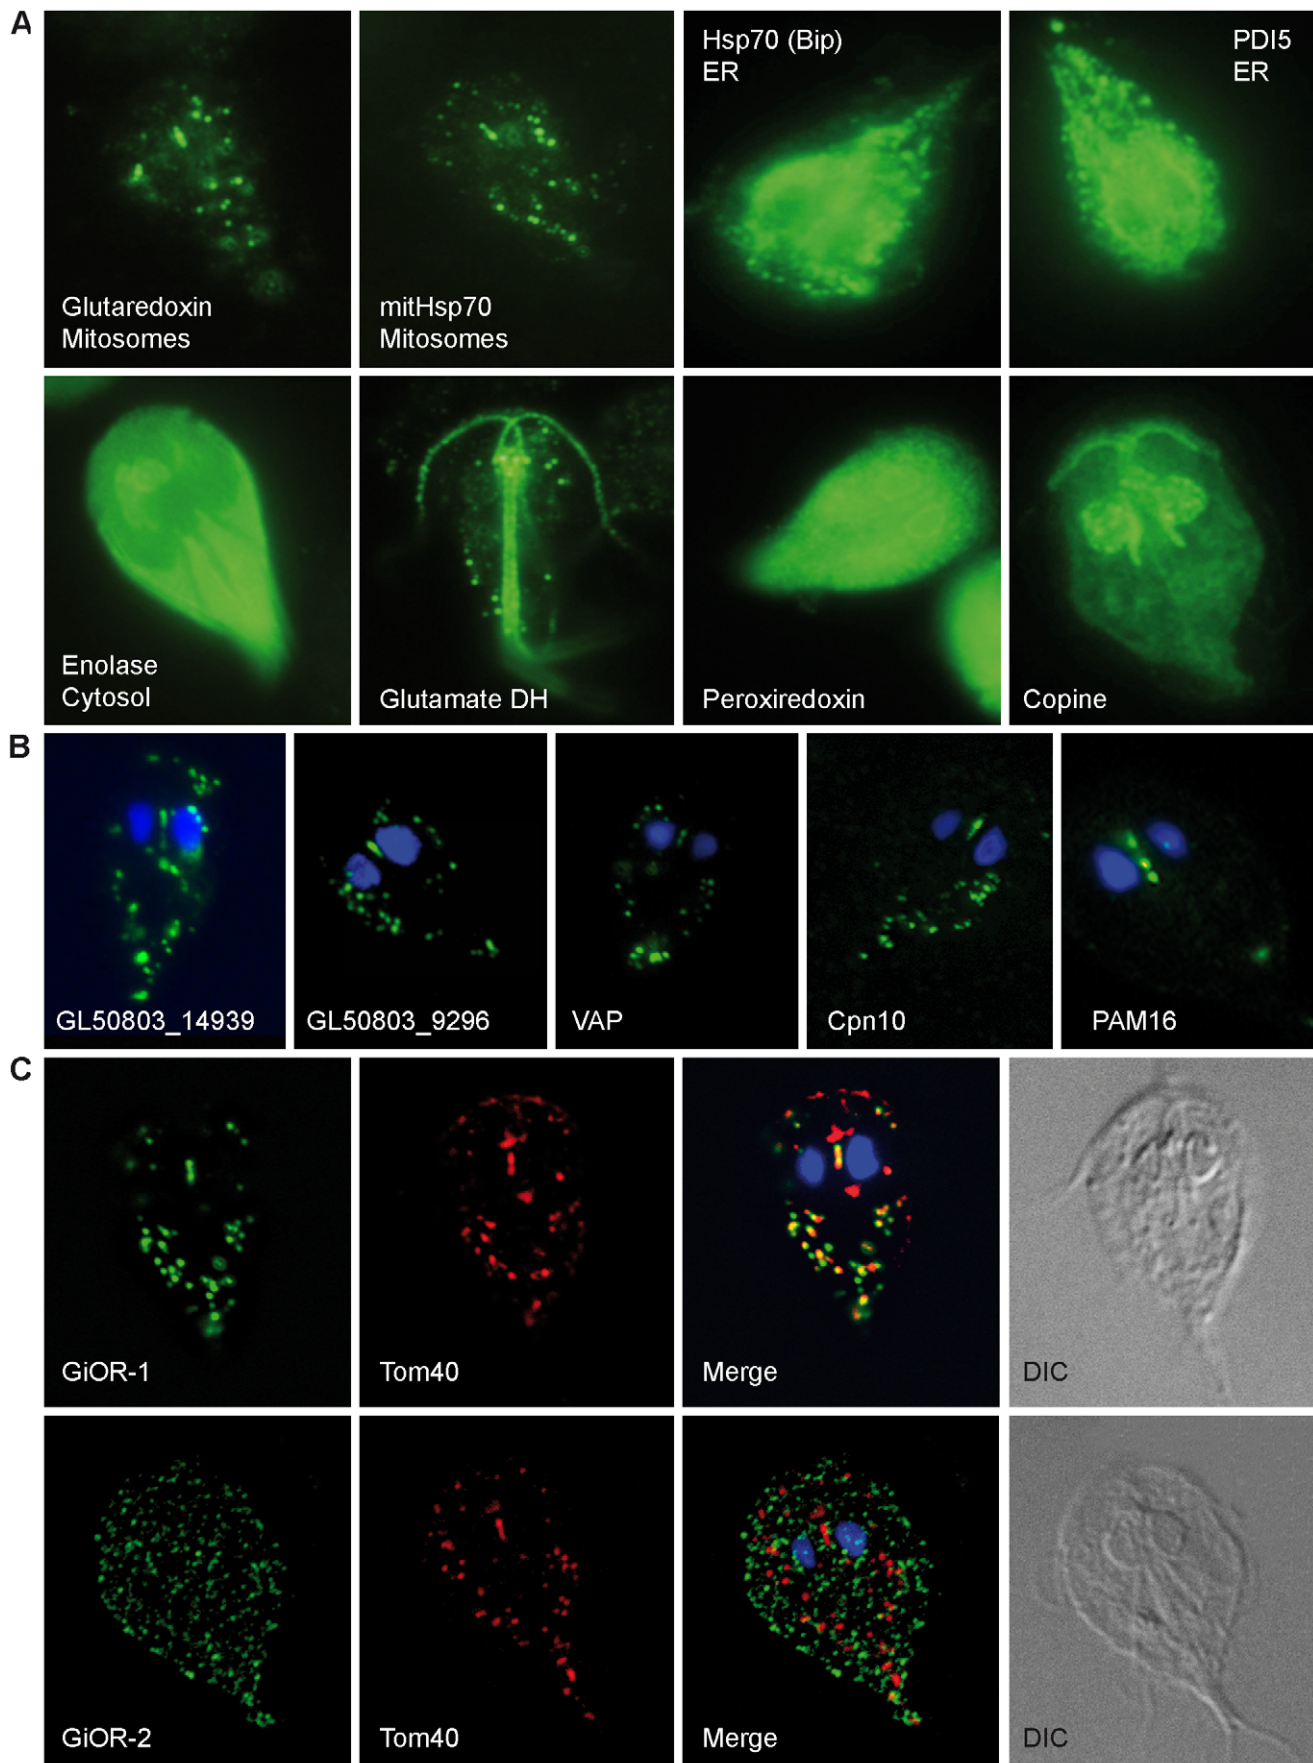 A
Glutaredoxin
Mitosomes
mitHsp70
Mitosomes
Hsp70 (Bip)
ER
PDI5
ER
Enolase
Cytosol
Glutamate DH
Peroxiredoxin
Copine
B
GL50803_14939
GL50803_9296
VAP
Cpn10
PAM16
C
GiOR-1
Tom40
Merge
DIC
GiOR-2
Tom40
Merge
DIC